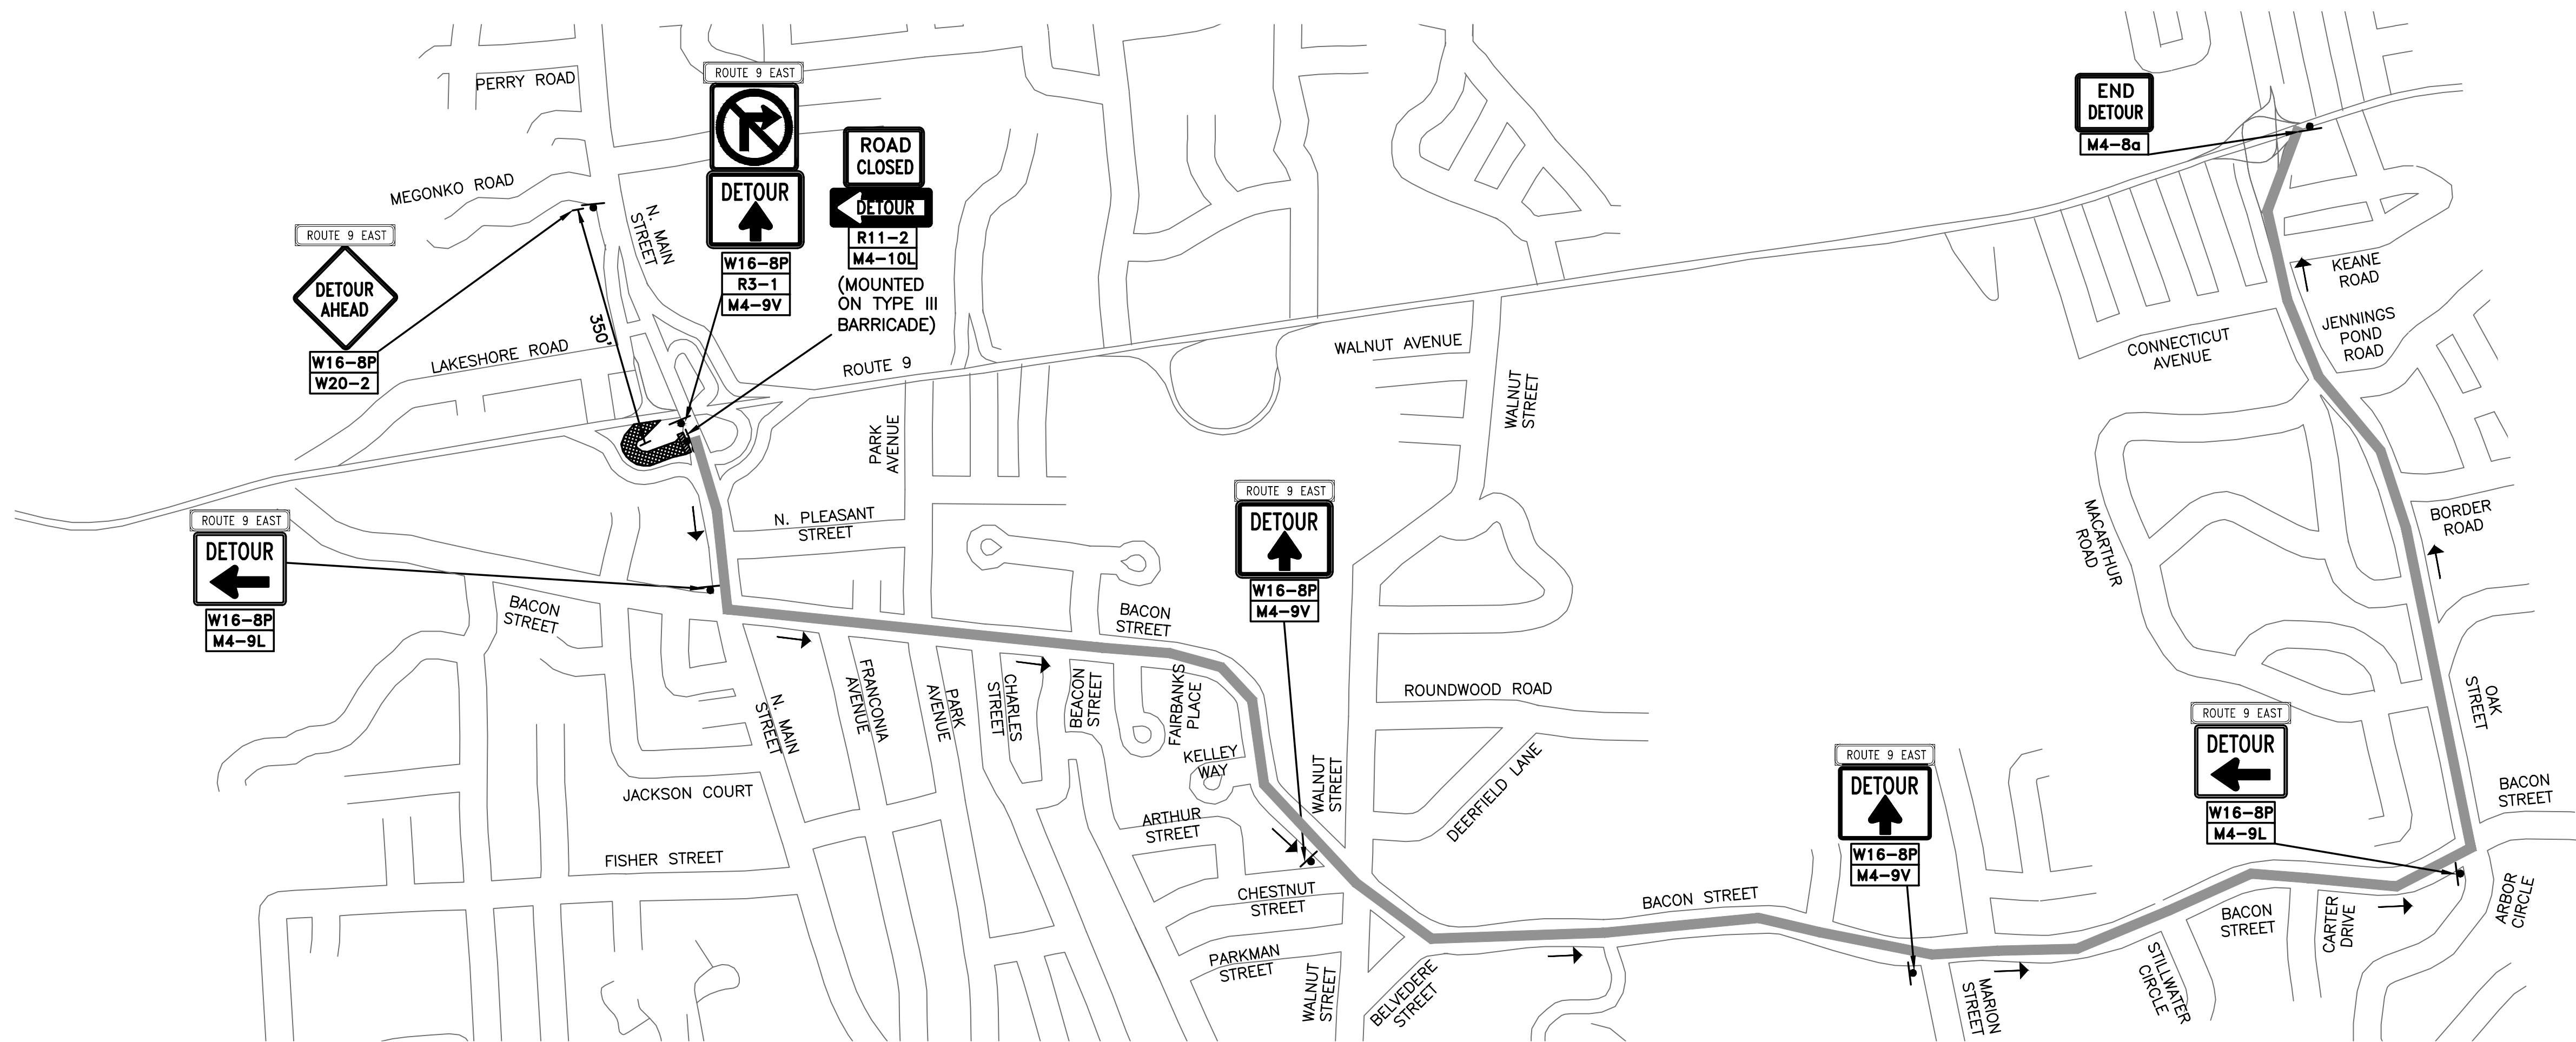 PERRY ROAD
MEGONKO ROAD
N. MAIN
STREET
ROUTE 9 EAST
DETOUR
W16-8P
R3-1
M4-9V
ROAD
CLOSED
DETOUR
R11-2
M4-10L
(MOUNTED
ON TYPE III
BARRICADE)
END
DETOUR
M4-8a
ROUTE 9 EAST
DETOUR
AHEAD
W16-8P
W20-2
350'
LAKESHORE ROAD
ROUTE 9
WALNUT AVENUE
WALNUT
STREET
PARK
AVENUE
KEANE
ROAD
JENNINGS
POND
ROAD
CONNECTICUT
AVENUE
ROUTE 9 EAST
DETOUR
W16-8P
M4-9L
N. PLEASANT
STREET
ROUTE 9 EAST
DETOUR
W16-8P
M4-9V
MACARTHUR
ROAD
BORDER
ROAD
BACON
STREET
BACON
STREET
N. MAIN
STREET
FRANCONIA
AVENUE
PARK
AVENUE
CHARLES
STREET
BEACON
STREET
FAIRBANKS
PLACE
KELLEY
WAY
ROUNDWOOD ROAD
DEERFIELD LANE
WALNUT
STREET
OAK
STREET
ROUTE 9 EAST
DETOUR
W16-8P
M4-9L
ROUTE 9 EAST
DETOUR
W16-8P
M4-9V
BACON
STREET
JACKSON COURT
FISHER STREET
ARTHUR
STREET
CHESTNUT
STREET
PARKMAN
STREET
WALNUT
STREET
BELVEDERE
STREET
BACON STREET
MARION
STREET
STILLWATER
CIRCLE
BACON
STREET
CARTER
DRIVE
ARBOR
CIRCLE